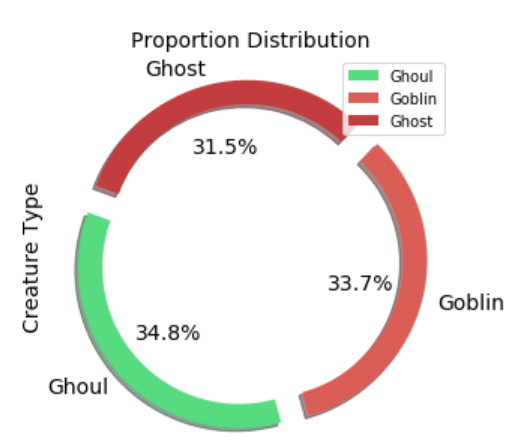 Proportion Distribution
Ghost
Ghoul
Goblin
Ghost
31.5%
Creature Type
33.7%
Goblin
34.8%
Ghoul